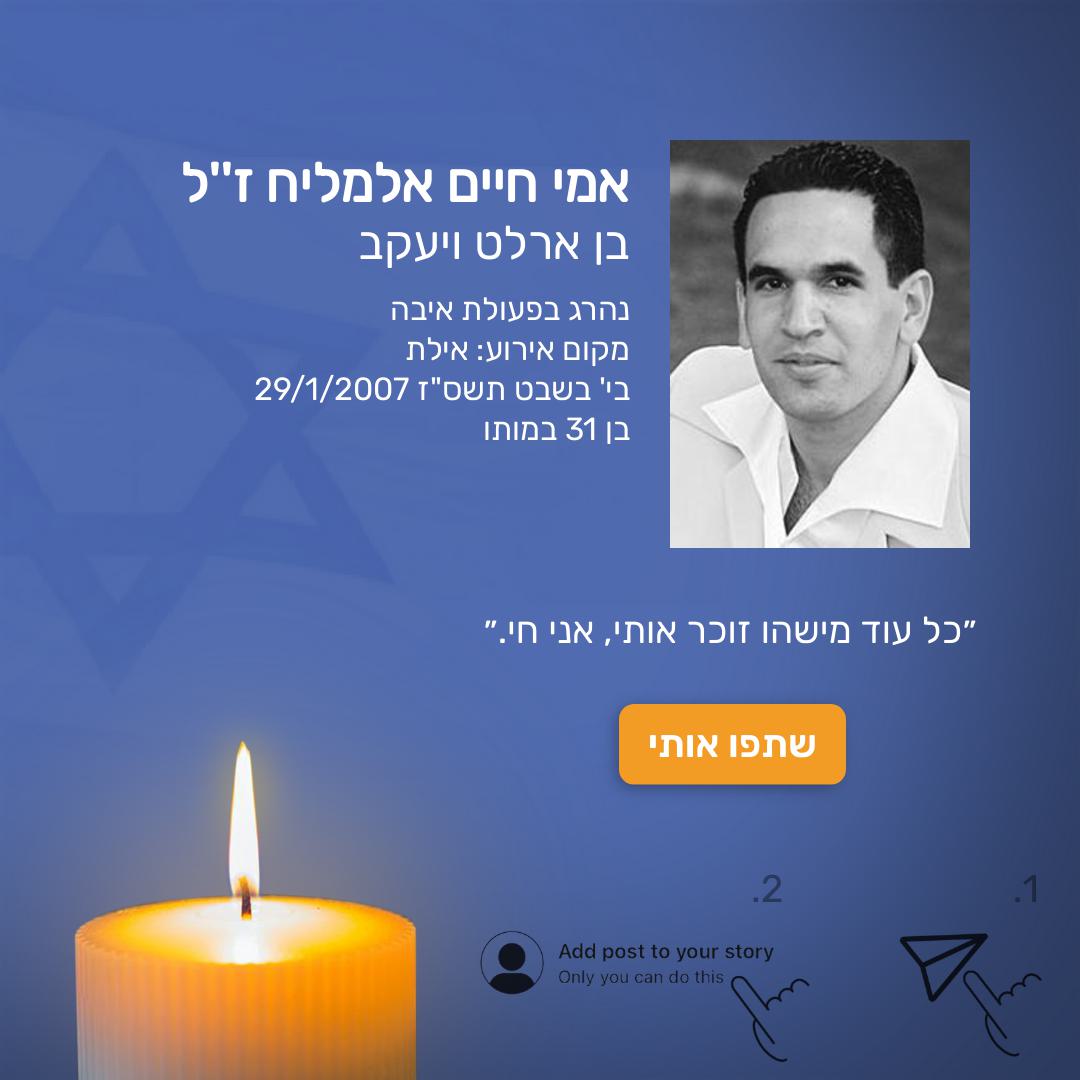 אמי חיים אלמליח ז"ל
בן ארלט ויעקב
נהרג בפעולת איבה
מקום אירוע: אילת
בי' בשבט תשס"ז 29/1/2007
בן 31 במותו
״כל עוד מישהו זוכר אותי, אני חי.״
שתפו אותי
1.
2.
Add post to your story
Only you can do this